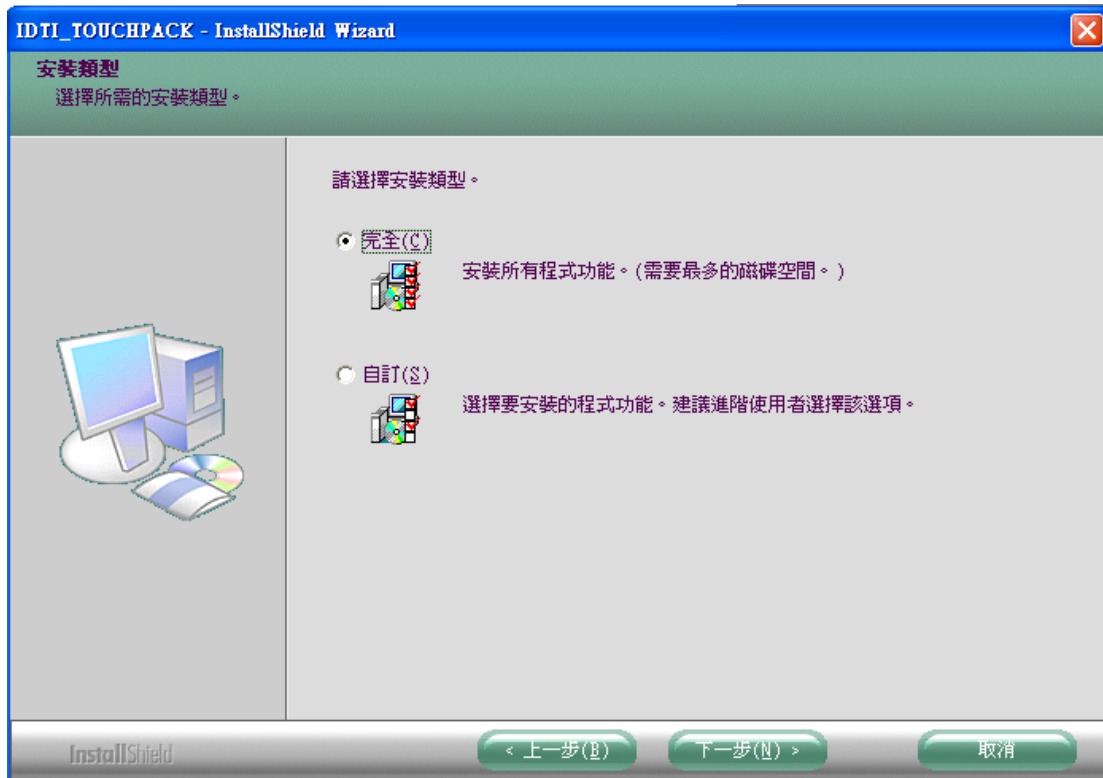 IDTI_TOUCHPACK - InstallShield Wizard
安裝類型
選擇所需的安裝類型。
請選擇安裝類型。
完全(C)
安裝所有程式功能。(需要最多的磁碟空間。)
自訂(S)
選擇要安裝的程式功能。建議進階使用者選擇該選項。
InstallShield
< 上一步(B)
下一步(N) >
取消